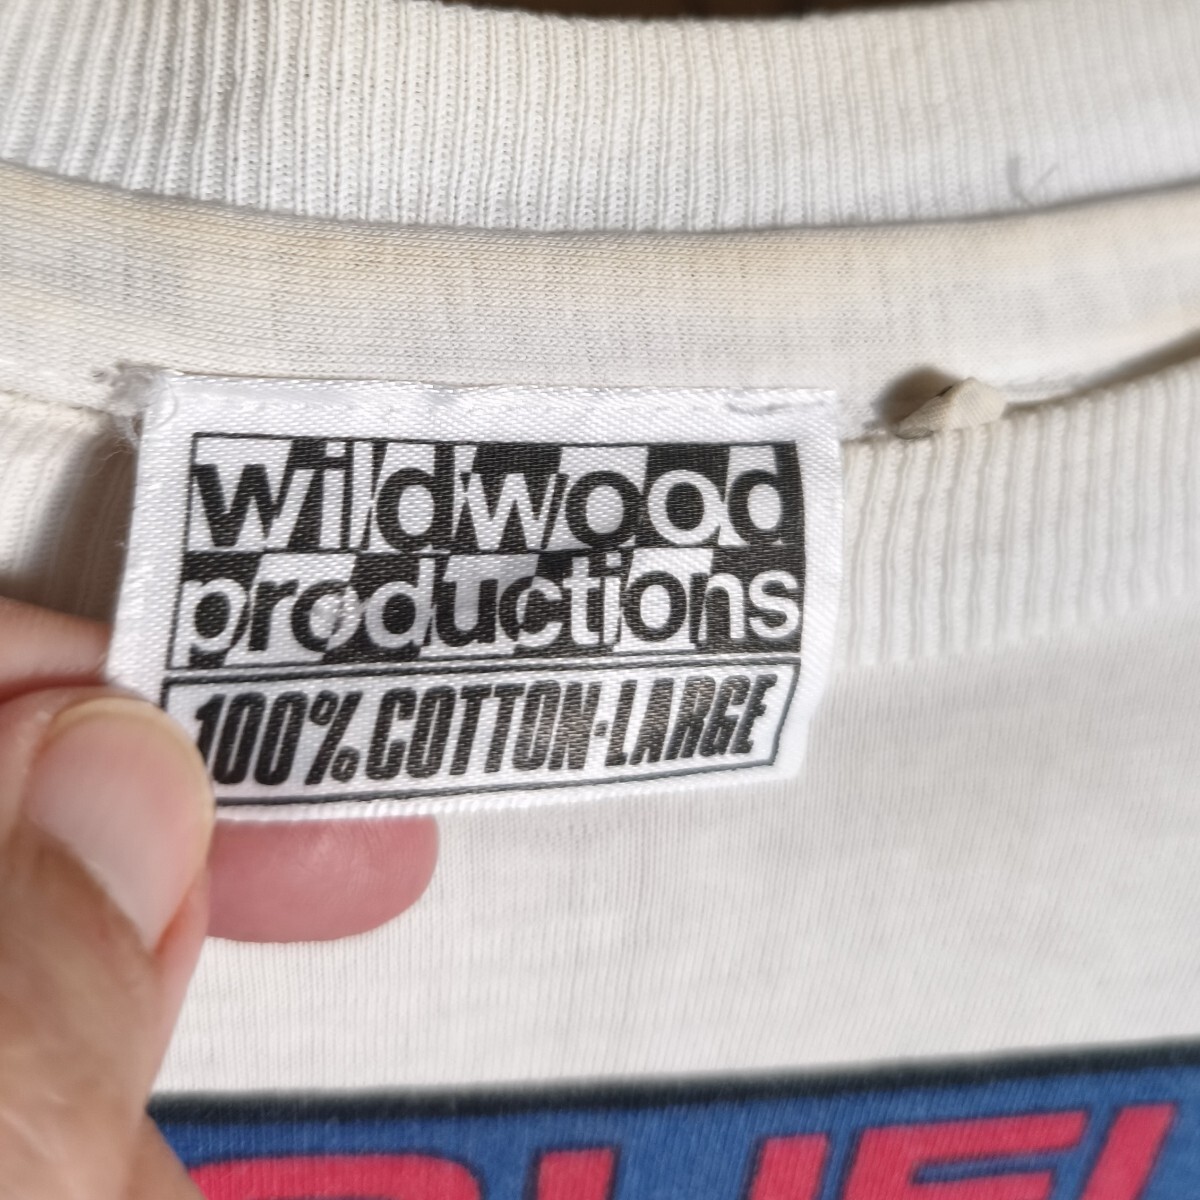 wildwood
productions
100% COTTON-LARGE